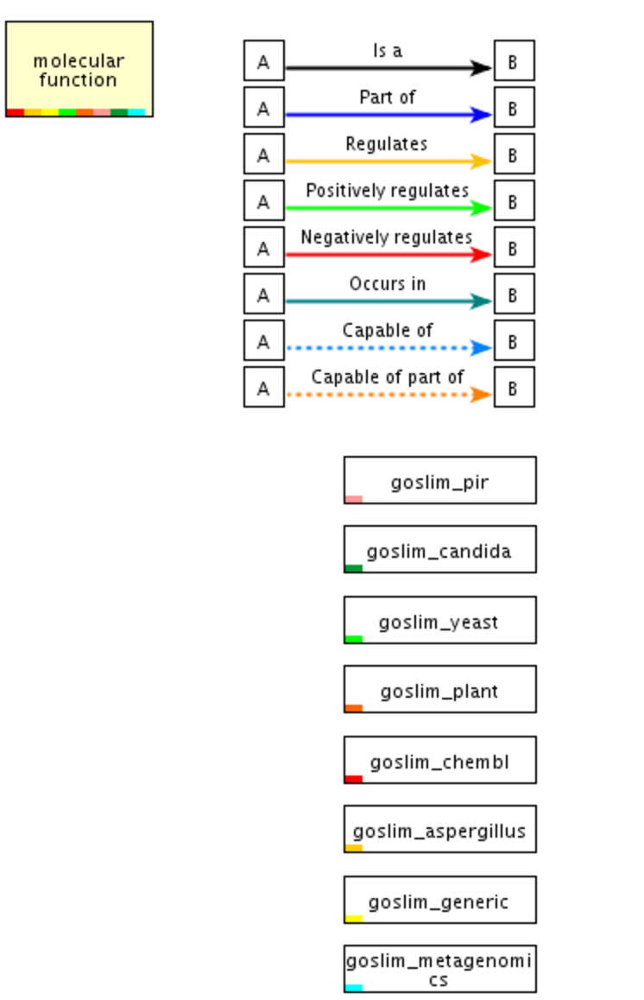 molecular
function
A Is a B
A Part of B
A Regulates B
A Positively regulates B
A Negatively regulates B
A Occurs in B
A Capable of B
A Capable of part of B
goslim_pir
goslim_candida
goslim_yeast
goslim_plant
goslim_chembl
goslim_aspergillus
goslim_generic
goslim_metagenomi
cs